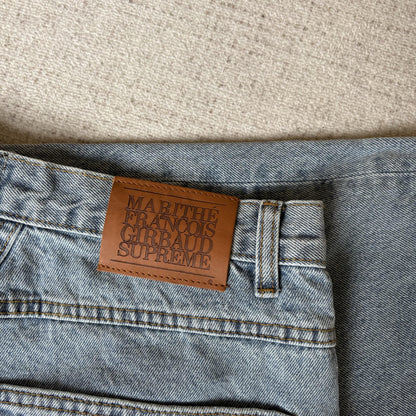 MARITHE
FRANCOIS
GIRBAUD
SUPREME